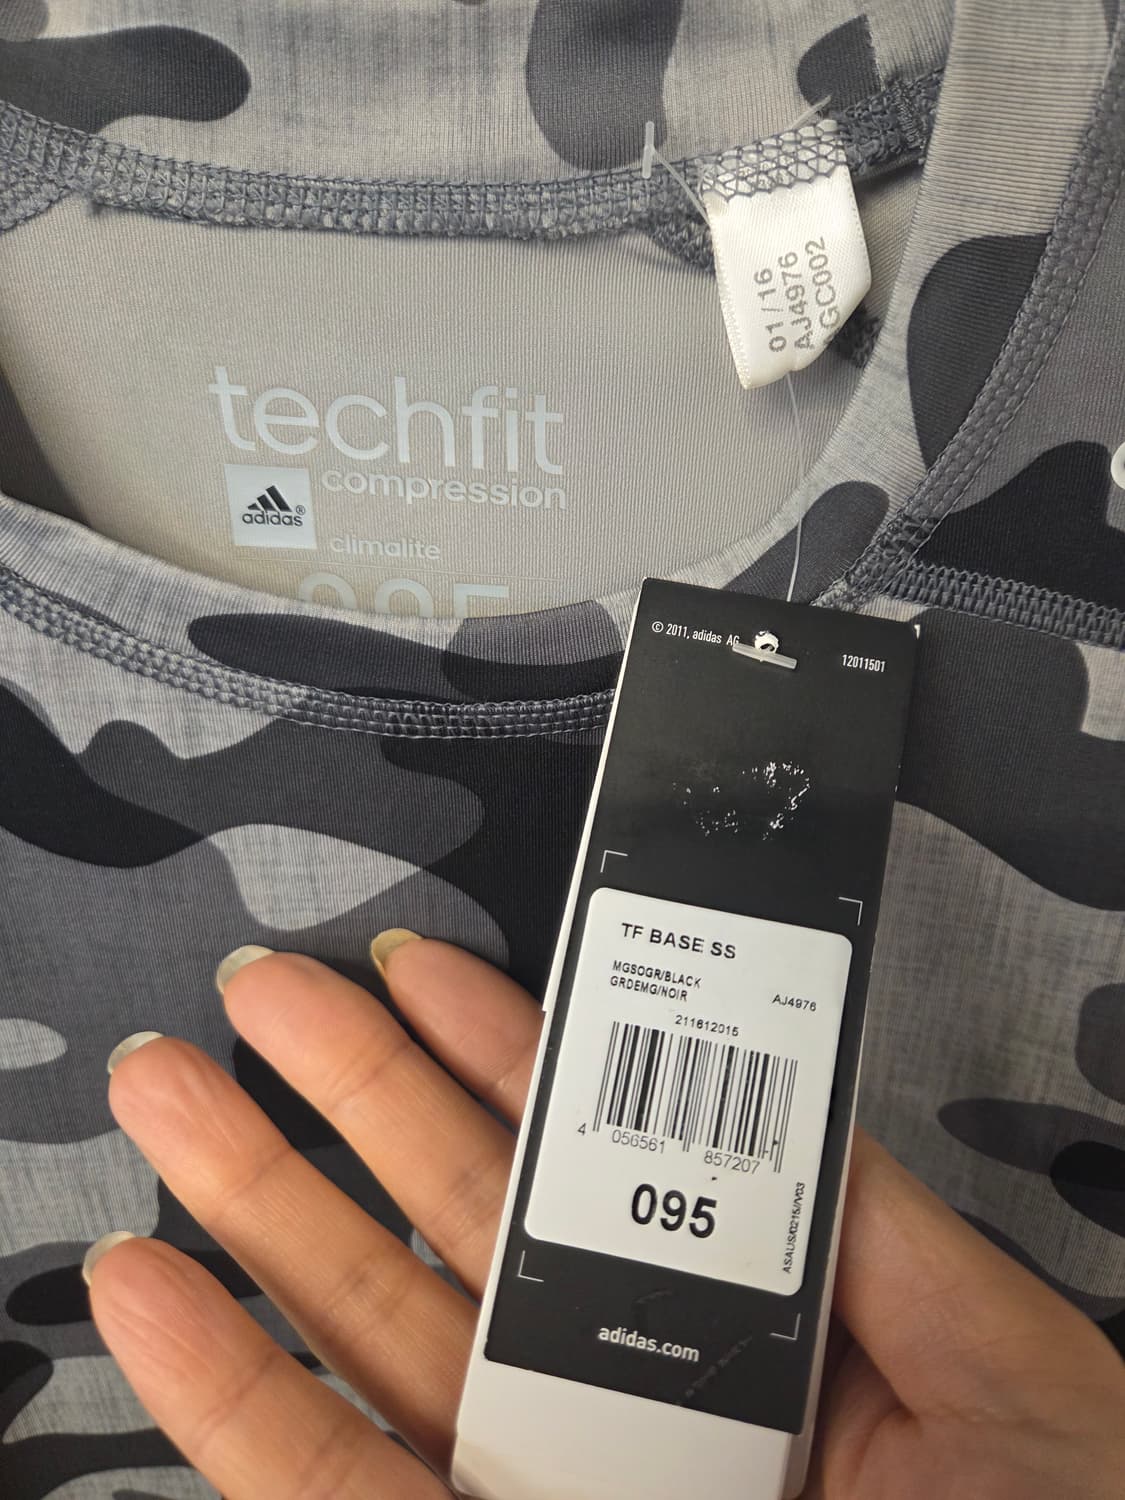 01/16
AJ4976
GC002
techfit
compression
adidas®
climalite
095
© 2011, adidas AG
12011501
TF BASE SS
MGSOGR/BLACK
GRDEMG/NOIR
AJ4976
211612015
4 056561 857207
095
ASAUS/0215//V03
adidas.com